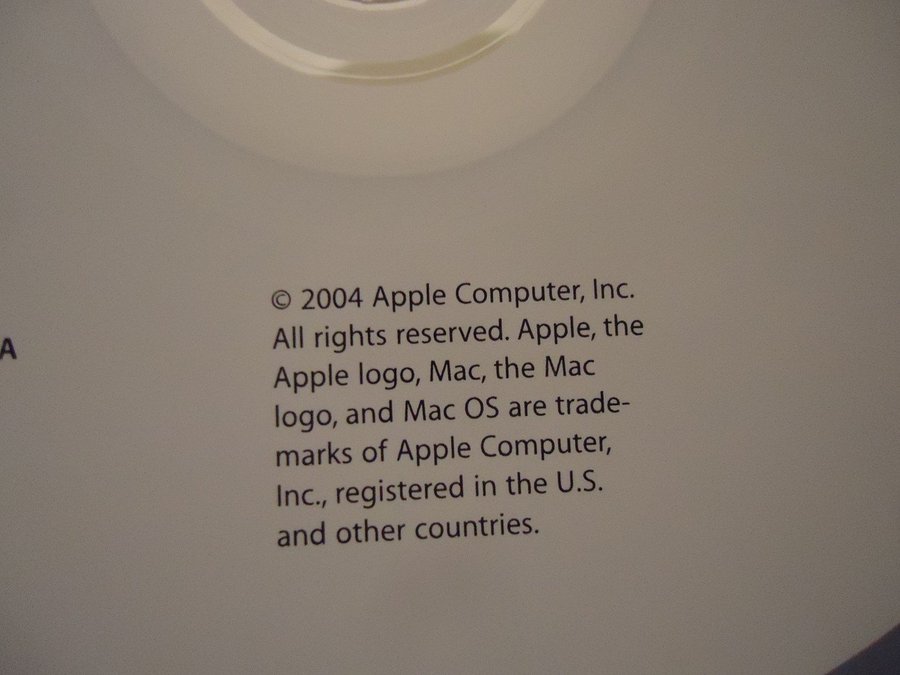 © 2004 Apple Computer, Inc.
All rights reserved. Apple, the
Apple logo, Mac, the Mac
logo, and Mac OS are trade-
marks of Apple Computer,
Inc., registered in the U.S.
and other countries.
A